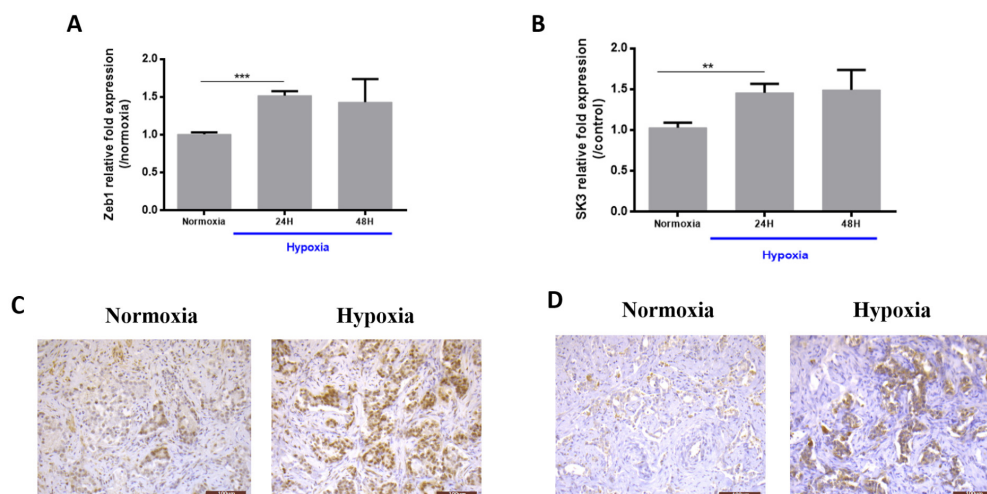 A
Zeb1 relative fold expression
(/normoxia)
2.0
1.5
1.0
0.5
0.0
***
Normoxia
24H
48H
Hypoxia
B
SK3 relative fold expression
(/control)
2.0
1.5
1.0
0.5
0.0
**
Normoxia
24H
48H
Hypoxia
C
Normoxia
Hypoxia
D
Normoxia
Hypoxia